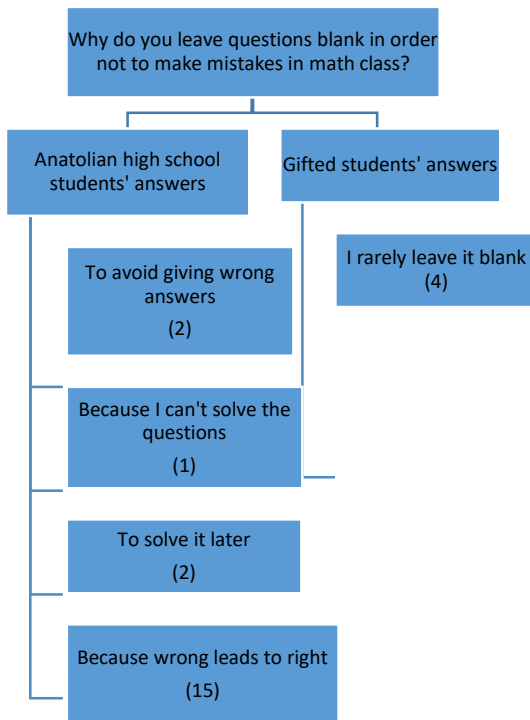 Why do you leave questions blank in order
not to make mistakes in math class?
Anatolian high school
students' answers
Gifted students' answers
To avoid giving wrong
answers
(2)
Because I can't solve the
questions
(1)
To solve it later
(2)
Because wrong leads to right
(15)
I rarely leave it blank
(4)